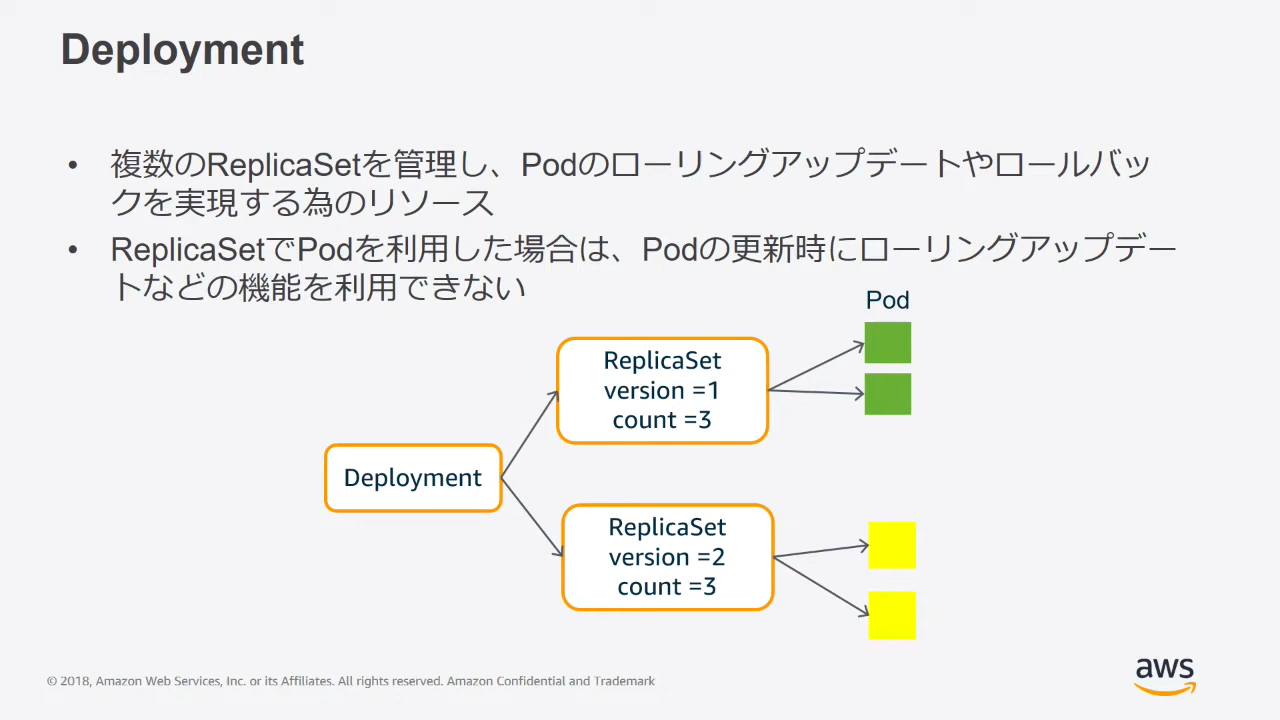 Deployment
• 複数のReplicaSetを管理し、Podのローリングアップデートやロールバッ
クを実現する為のリソース
• ReplicaSetでPodを利用した場合は、Podの更新時にローリングアップデー
トなどの機能を利用できない
Pod
ReplicaSet
version =1
count =3
Deployment
ReplicaSet
version =2
count =3
© 2018, Amazon Web Services, Inc. or its Affiliates. All rights reserved. Amazon Confidential and Trademark
aws